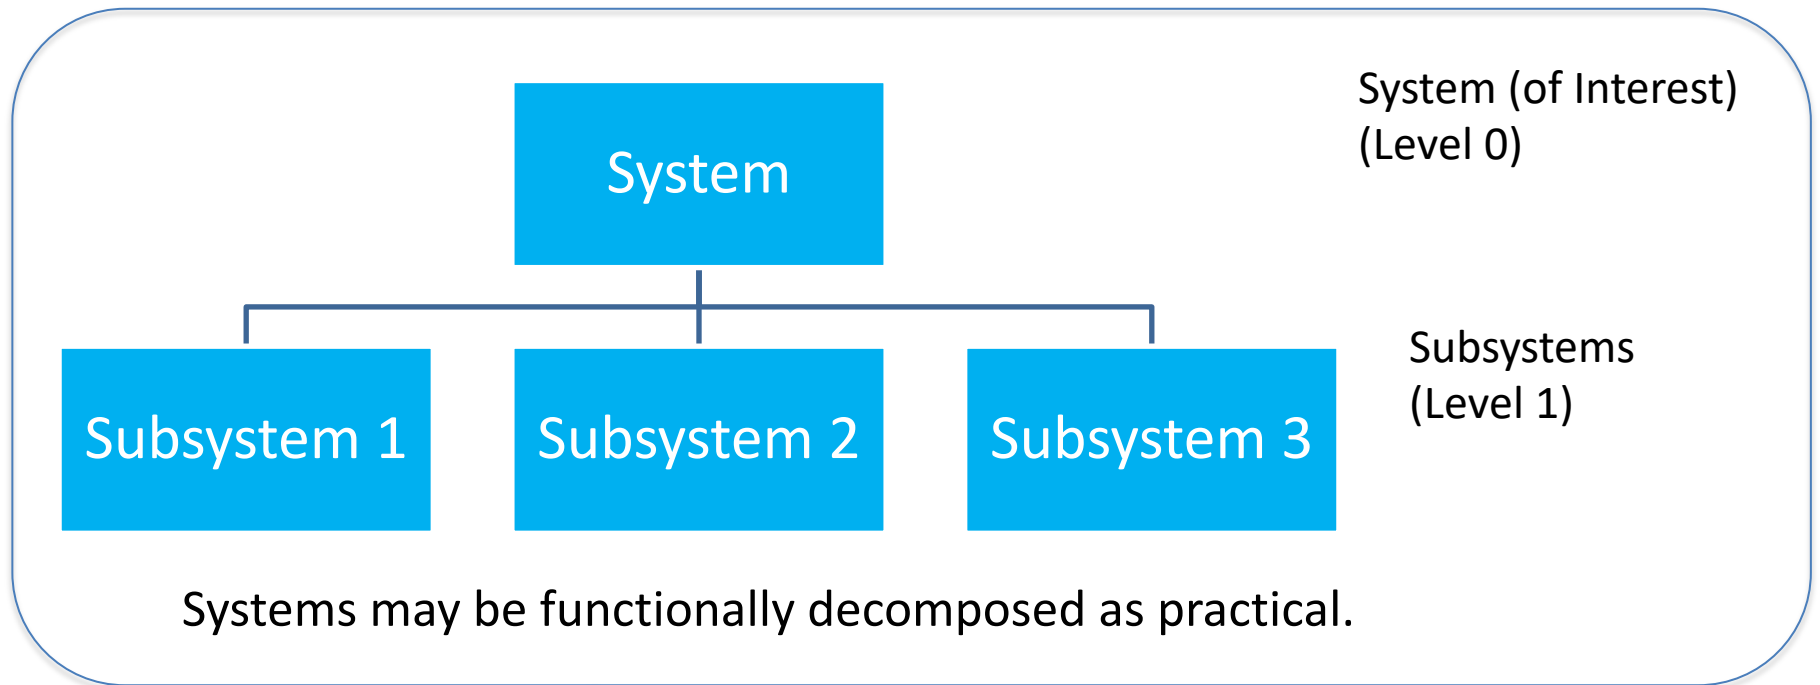 System
System (of Interest)
(Level 0)
Subsystem 1
Subsystem 2
Subsystem 3
Subsystems
(Level 1)
Systems may be functionally decomposed as practical.